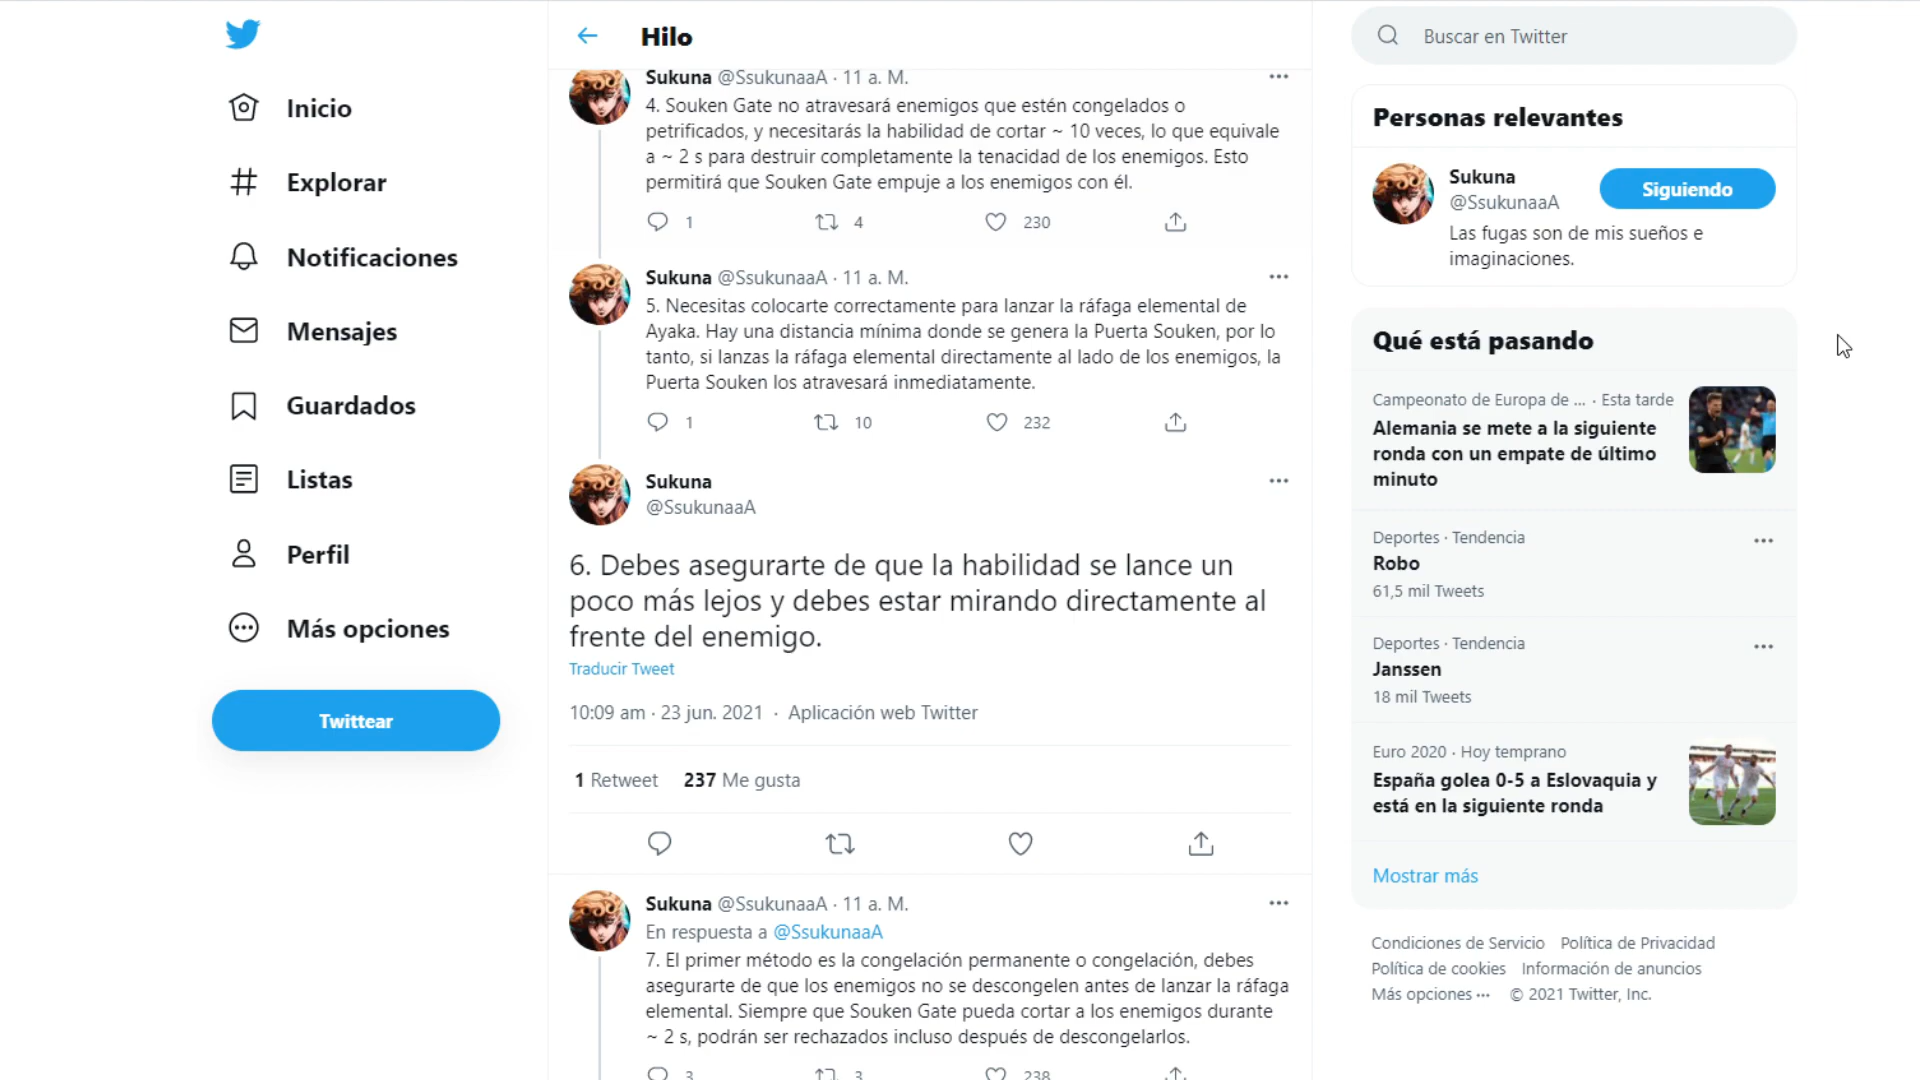 Inicio
Explorar
Notificaciones
Mensajes
Guardados
Listas
Perfil
Más opciones
Twittear
Hilo
Sukuna @SsukunaaA · 11 a. M.
4. Souken Gate no atravesará enemigos que estén congelados o
petrificados, y necesitarás la habilidad de cortar ~ 10 veces, lo que equivale
a ~ 2 s para destruir completamente la tenacidad de los enemigos. Esto
permitirá que Souken Gate empuje a los enemigos con él.
1 4 230
Sukuna @SsukunaaA · 11 a. M.
5. Necesitas colocarte correctamente para lanzar la ráfaga elemental de
Ayaka. Hay una distancia mínima donde se genera la Puerta Souken, por lo
tanto, si lanzas la ráfaga elemental directamente al lado de los enemigos, la
Puerta Souken los atravesará inmediatamente.
1 10 232
Sukuna
@SsukunaaA
6. Debes asegurarte de que la habilidad se lance un
poco más lejos y debes estar mirando directamente al
frente del enemigo.
Traducir Tweet
10:09 am · 23 jun. 2021 · Aplicación web Twitter
1 Retweet 237 Me gusta
Sukuna @SsukunaaA · 11 a. M.
En respuesta a @SsukunaaA
7. El primer método es la congelación permanente o congelación, debes
asegurarte de que los enemigos no se descongelen antes de lanzar la ráfaga
elemental. Siempre que Souken Gate pueda cortar a los enemigos durante
~ 2 s, podrán ser rechazados incluso después de descongelarlos.
3 3 238
Buscar en Twitter
Personas relevantes
Sukuna
@SsukunaaA
Siguiendo
Las fugas son de mis sueños e
imaginaciones.
Qué está pasando
Campeonato de Europa de ... · Esta tarde
Alemania se mete a la siguiente
ronda con un empate de último
minuto
Deportes · Tendencia
Robo
61,5 mil Tweets
Deportes · Tendencia
Janssen
18 mil Tweets
Euro 2020 · Hoy temprano
España golea 0-5 a Eslovaquia y
está en la siguiente ronda
Mostrar más
Condiciones de Servicio Política de Privacidad
Política de cookies Información de anuncios
Más opciones ··· © 2021 Twitter, Inc.